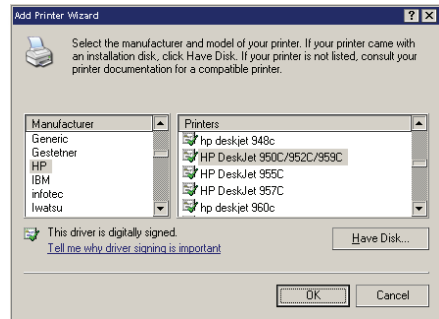 Add Printer Wizard
Select the manufacturer and model of your printer. If your printer came with
an installation disk, click Have Disk. If your printer is not listed, consult your
printer documentation for a compatible printer.
Manufacturer
Generic
Gestetner
HP
IBM
infotec
Iwatsu
Printers
hp deskjet 948c
HP DeskJet 950C/952C/959C
HP DeskJet 955C
HP DeskJet 957C
hp deskjet 960c
This driver is digitally signed.
Tell me why driver signing is important
Have Disk...
OK
Cancel